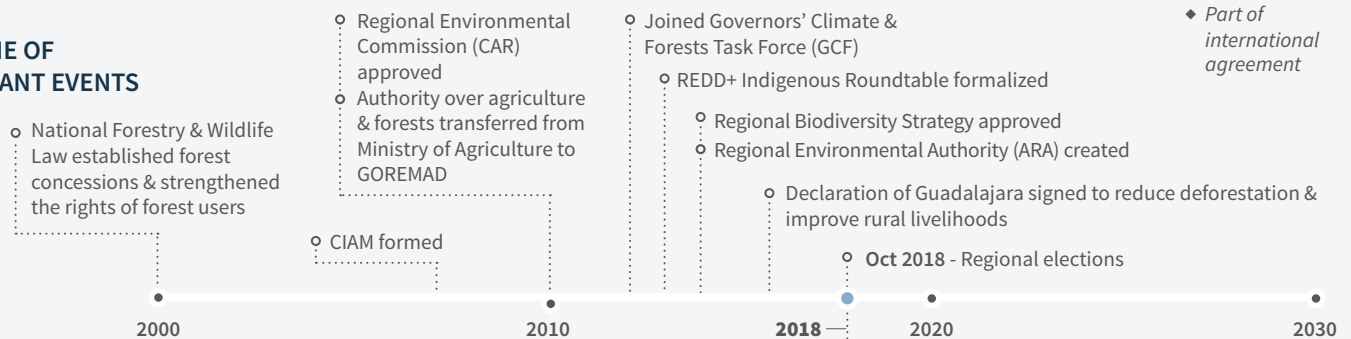 Regional Environmental
Commission (CAR)
approved
Authority over agriculture
& forests transferred from
Ministry of Agriculture to
GOREMAD
Joined Governors' Climate &
Forests Task Force (GCF)
Part of
international
agreement
NE OF
ANT EVENTS
REDD+ Indigenous Roundtable formalized
National Forestry & Wildlife
Law established forest
concessions & strengthened
the rights of forest users
Regional Biodiversity Strategy approved
Regional Environmental Authority (ARA) created
Declaration of Guadalajara signed to reduce deforestation &
improve rural livelihoods
CIAM formed
Oct 2018 - Regional elections
2000
2010
2018
2020
2030